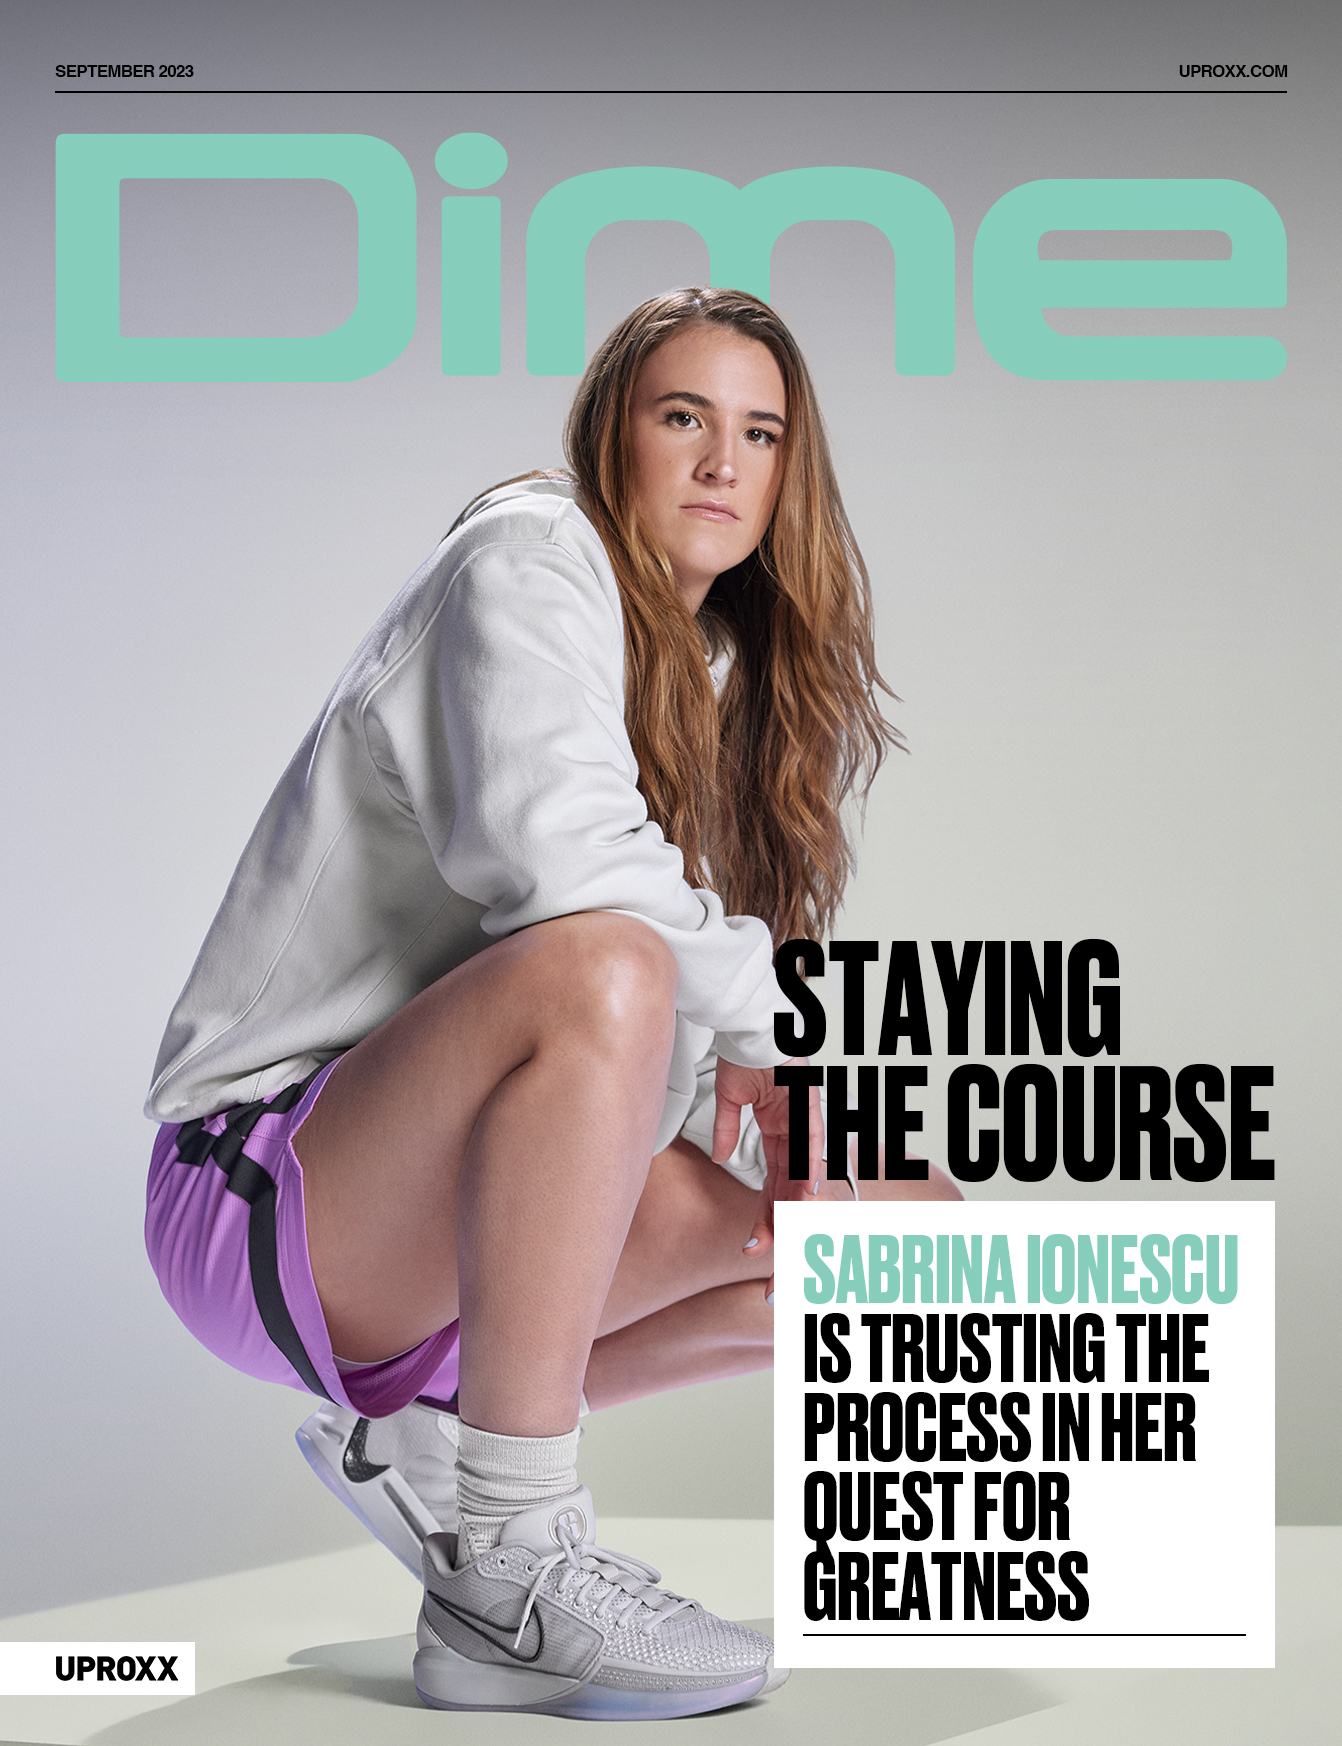 SEPTEMBER 2023
UPROXX.COM
Dime
STAYING
THE COURSE
SABRINA IONESCU
IS TRUSTING THE
PROCESS IN HER
QUEST FOR
GREATNESS
UPROXX